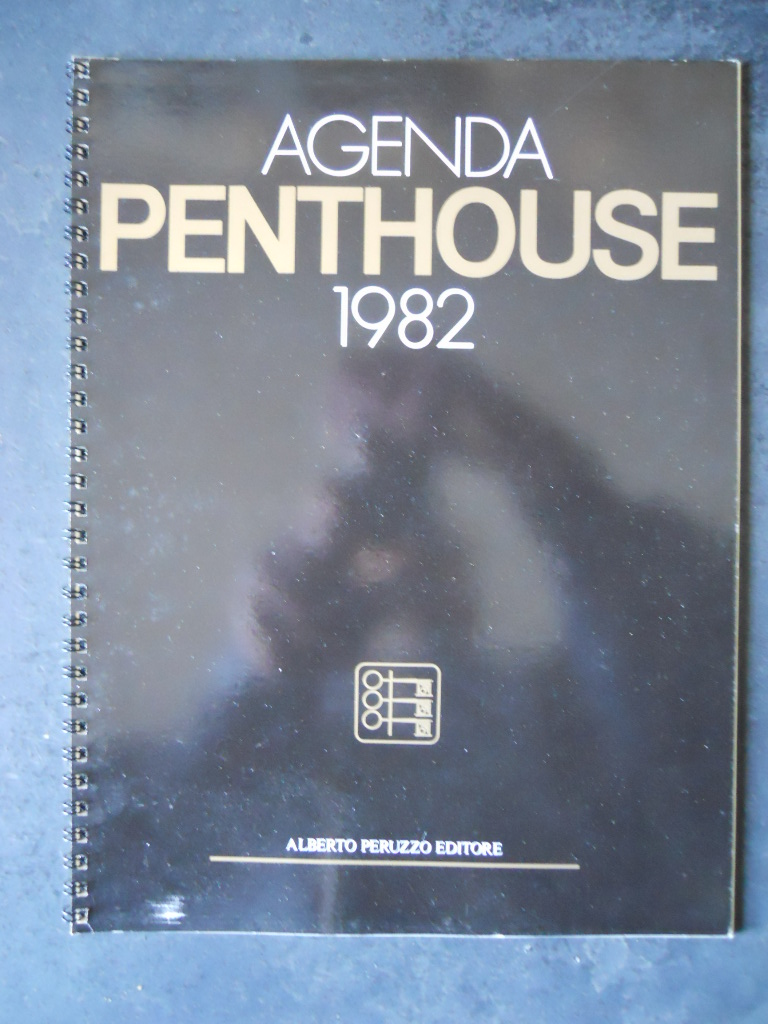 AGENDA
PENTHOUSE
1982
ALBERTO PERUZZO EDITORE